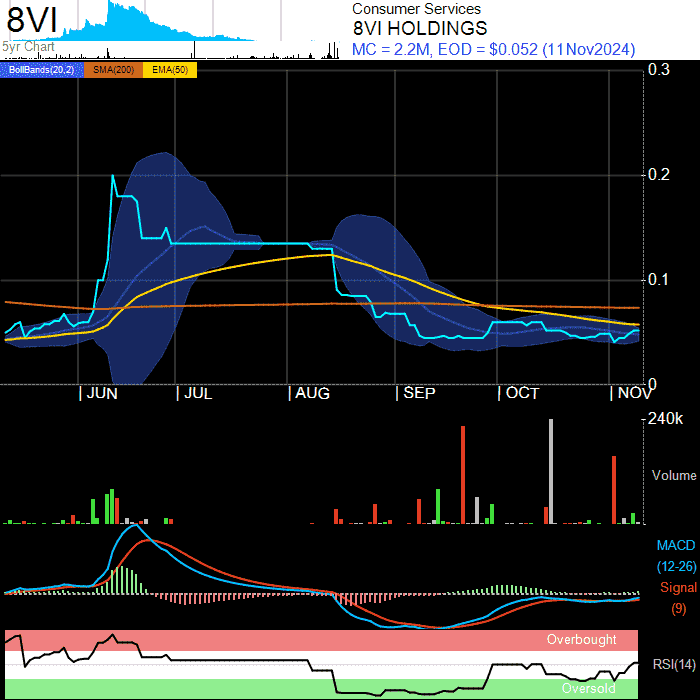 8VI
Consumer Services
8VI HOLDINGS
5yr Chart
MC = 2.2M, EOD = $0.052 (11Nov2024)
BollBands(20,2) SMA(200) EMA(50)
0.3
0.2
0.1
0
| JUN | JUL | AUG | SEP | OCT | NOV
240k
Volume
MACD
(12-26)
Signal
(9)
Overbought
RSI(14)
Oversold